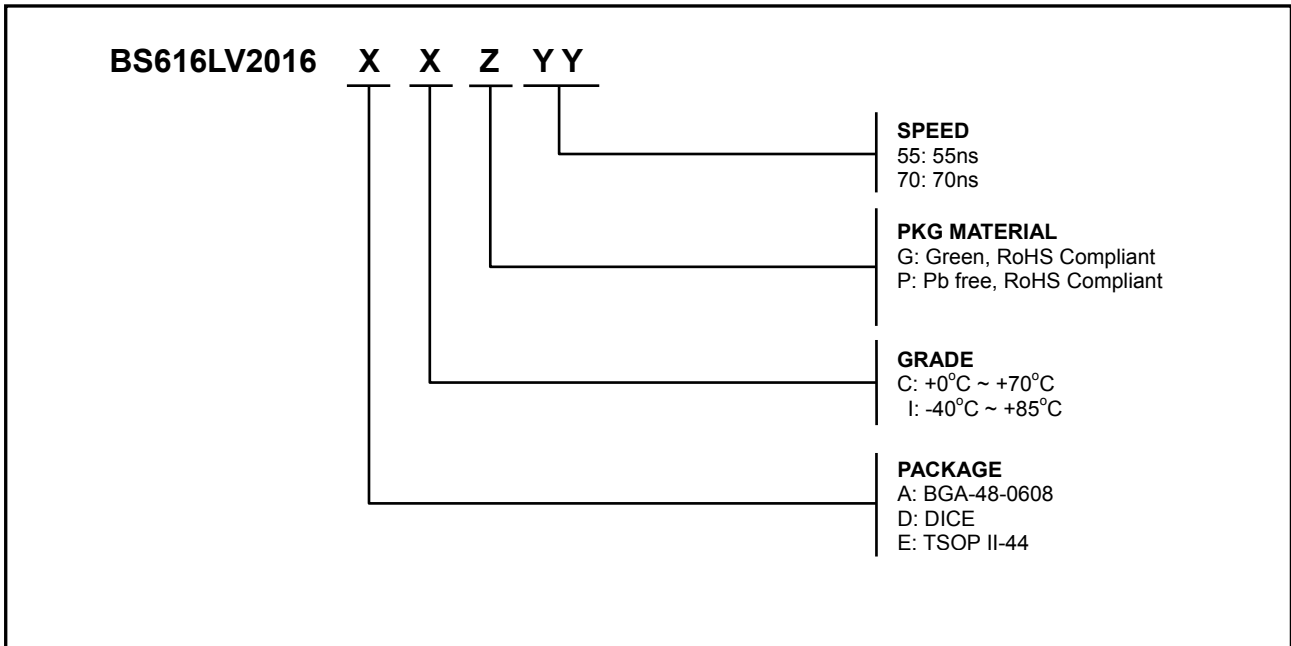 BS616LV2016 X X Z Y Y
SPEED
55: 55ns
70: 70ns
PKG MATERIAL
G: Green, RoHS Compliant
P: Pb free, RoHS Compliant
GRADE
C: +0°C ~ +70°C
I: -40°C ~ +85°C
PACKAGE
A: BGA-48-0608
D: DICE
E: TSOP II-44